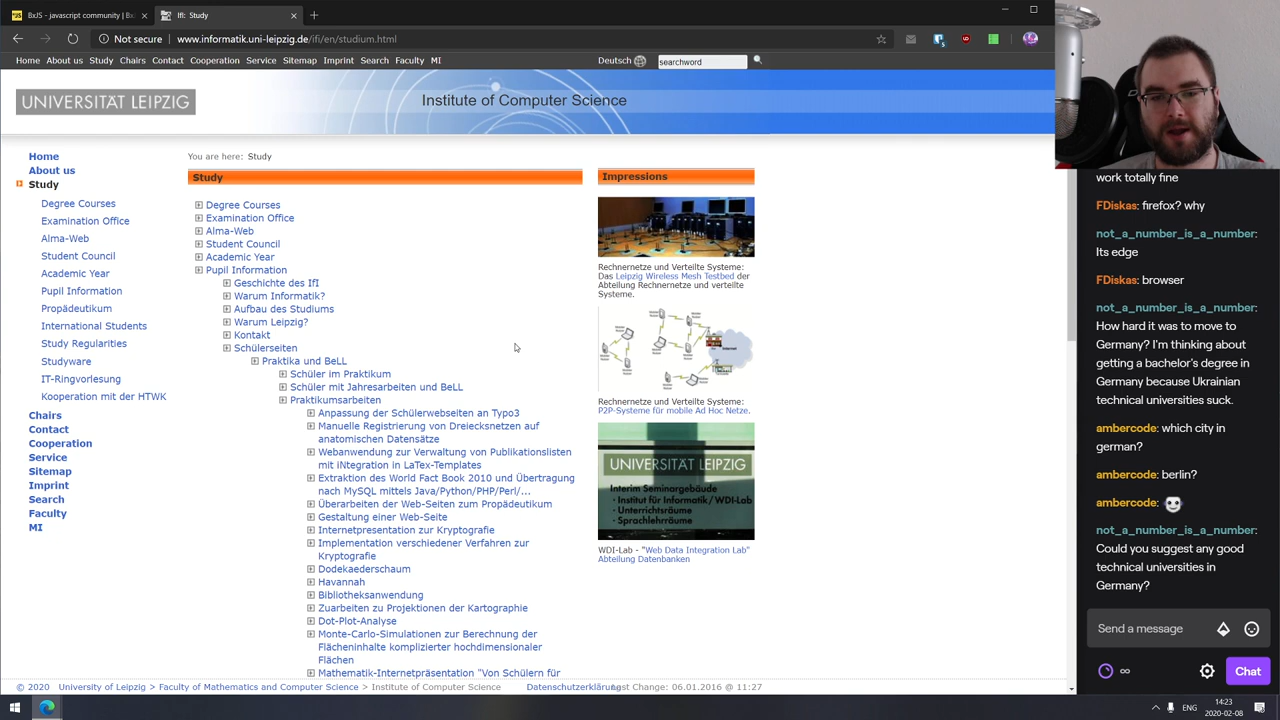 BxJS - javascript community | Bx
IfI: Study
Not secure | www.informatik.uni-leipzig.de/ifi/en/studium.html
Home About us Study Chairs Contact Cooperation Service Sitemap Imprint Search Faculty MI
Deutsch
searchword
UNIVERSITÄT LEIPZIG
Institute of Computer Science
Home
About us
Study
Degree Courses
Examination Office
Alma-Web
Student Council
Academic Year
Pupil Information
Propädeutikum
International Students
Study Regularities
Studyware
IT-Ringvorlesung
Kooperation mit der HTWK
Chairs
Contact
Cooperation
Service
Sitemap
Imprint
Search
Faculty
MI
You are here: Study
Study
Degree Courses
Examination Office
Alma-Web
Student Council
Academic Year
Pupil Information
Geschichte des IfI
Warum Informatik?
Aufbau des Studiums
Warum Leipzig?
Kontakt
Schülerseiten
Praktika und BeLL
Schüler im Praktikum
Schüler mit Jahresarbeiten und BeLL
Praktikumsarbeiten
Anpassung der Schülerwebseiten an Typo3
Manuelle Registrierung von Dreiecksnetzen auf
anatomischen Datensätze
Webanwendung zur Verwaltung von Publikationslisten
mit iNtegration in LaTex-Templates
Extraktion des World Fact Book 2010 und Übertragung
nach MySQL mittels Java/Python/PHP/Perl/...
Überarbeiten der Web-Seiten zum Propädeutikum
Gestaltung einer Web-Seite
Internetpresentation zur Kryptografie
Implementation verschiedener Verfahren zur
Kryptografie
Dodekaederschaum
Havannah
Bibliotheksanwendung
Zuarbeiten zu Projektionen der Kartographie
Dot-Plot-Analyse
Monte-Carlo-Simulationen zur Berechnung der
Flächeninhalte komplizierter hochdimensionaler
Flächen
Mathematik-Internetpräsentation "Von Schülern für
Impressions
Rechnernetze und Verteilte Systeme:
Das Leipzig Wireless Mesh Testbed der
Abteilung Rechnernetze und verteilte
Systeme.
Rechnernetze und Verteilte Systeme:
P2P-Systeme für mobile Ad Hoc Netze.
UNIVERSITÄT LEIPZIG
Interim Seminargebäude
· Institut für Informatik/WDI-Lab
· Unterrichtsräume
· Sprachlehrräume
WDI-Lab - "Web Data Integration Lab"
Abteilung Datenbanken
© 2020 University of Leipzig > Faculty of Mathematics and Computer Science > Institute of Computer Science
Datenschutzerklärung
Last Change: 06.01.2016 @ 11:27
work totally fine
FDiskas: firefox? why
not_a_number_is_a_number:
Its edge
FDiskas: browser
not_a_number_is_a_number:
How hard it was to move to
Germany? I'm thinking about
getting a bachelor's degree in
Germany because Ukrainian
technical universities suck.
ambercode: which city in
german?
ambercode: berlin?
ambercode:
not_a_number_is_a_number:
Could you suggest any good
technical universities in
Germany?
Send a message
∞
Chat
ENG
14:23
2020-02-08